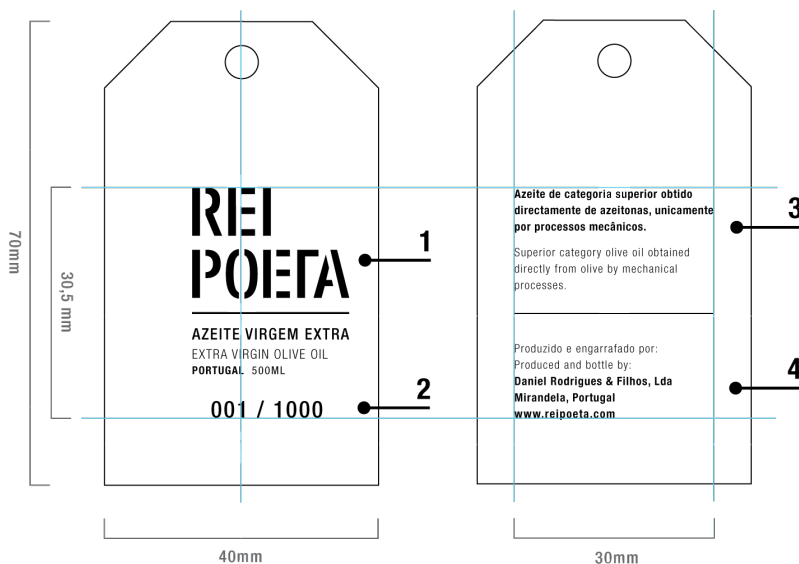 REI
POETA
AZEITE VIRGEM EXTRA
EXTRA VIRGIN OLIVE OIL
PORTUGAL 500ML
001 / 1000
1
2
Azeite de categoria superior obtido
directamente de azeitonas, unicamente
por processos mecânicos.
Superior category olive oil obtained
directly from olive by mechanical
processes.
Produzido e engarrafado por:
Produced and bottle by:
Daniel Rodrigues & Filhos, Lda
Mirandela, Portugal
www.reipoeta.com
3
4
70mm
30,5 mm
40mm
30mm